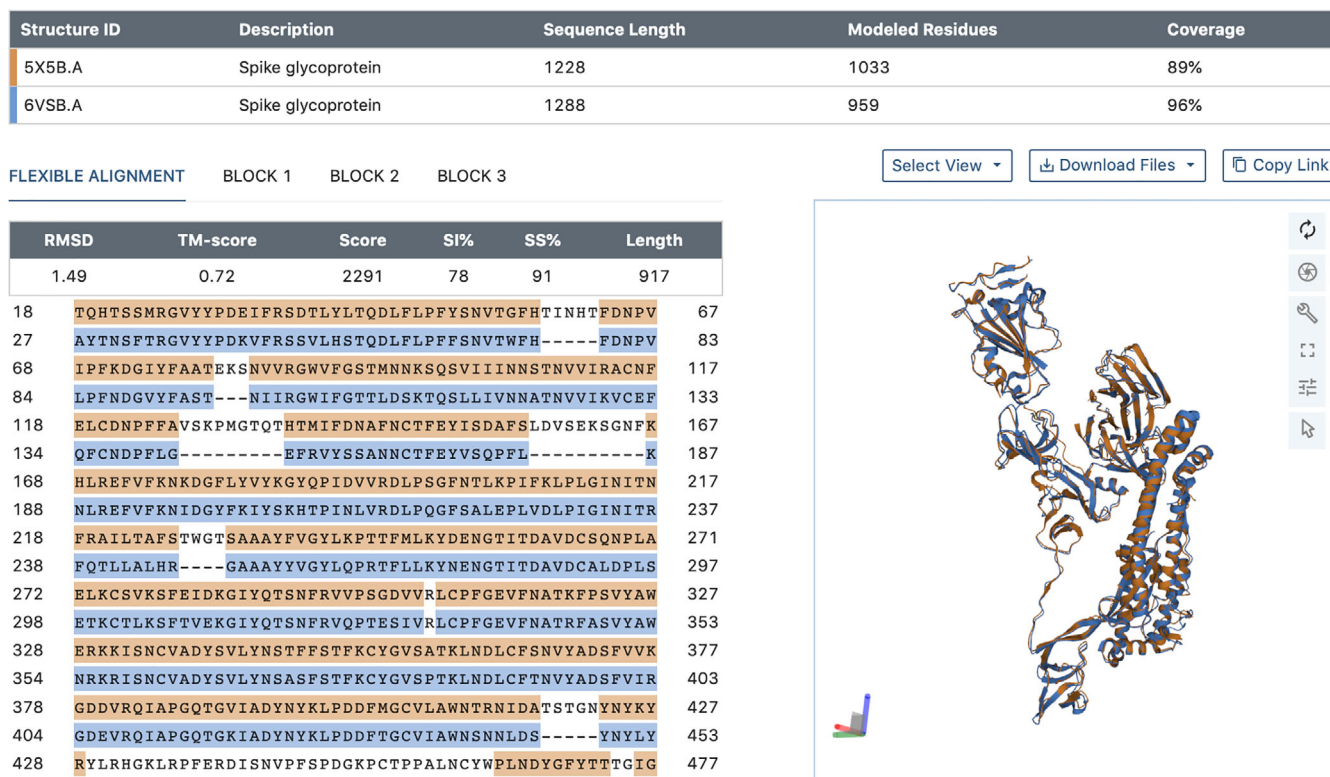 Structure ID Description Sequence Length Modeled Residues Coverage
5X5B.A Spike glycoprotein 1228 1033 89%
6VSB.A Spike glycoprotein 1288 959 96%
FLEXIBLE ALIGNMENT BLOCK 1 BLOCK 2 BLOCK 3
Select View Download Files Copy Link
RMSD TM-score Score SI% SS% Length
1.49 0.72 2291 78 91 917
18 TQHTSSMRGVYYPDEIFRSDTLYLTQDLFLPFYSNVTGFHTINHTFDNPV 67
27 AYTNSFTRGVYYPDKVFRSSVLHSTQDLFLPFFSNVTWFH-----FDNPV 83
68 IPFKDGIYFAATEKSNVVRGWVFGSTMNNKSQSVIIINNSTNVVIRACNF 117
84 LPFNDGVYFAST---NIIRGWIFGTTLDSKTQSLLIVNNATNVVIKVCEF 133
118 ELCDNPFFAVSKPMGTQTHTMIFDNAFNCTFEYISDAFSLDVSEKSGNFK 167
134 QFCNDPFLG---------EFRVYSSANNCTFEYVSQPFL----------K 187
168 HLREFVFKNKDGFLYVYKGYQPIDVVRDLPSGFNTLKPIFKLPLGINITN 217
188 NLREFVFKNIDGYFKIYSKHTPINLVRDLPQGFSALEPLVDLPIGINITR 237
218 FRAILTAFSTWGTSAAAYFVGYLKPTTFMLKYDENGTITDAVDCSQNPLA 271
238 FQTLLALHR----GAAAYYVGYLQPRTFLLKYNENGTITDAVDCALDPLS 297
272 ELKCSVKSFEIDKGIYQTSNFRVVPSGDVVRLCPFGEVFNATKFPSVYAW 327
298 ETKCTLKSFTVEKGIYQTSNFRVQPTESIVRLCPFGEVFNATRFASVYAW 353
328 ERKKISNCVADYSVLYNSTFFSTFKCYGVSATKLNDLCFSNVYADSFVVK 377
354 NRKRISNCVADYSVLYNSASFSTFKCYGVSPTKLNDLCFTNVYADSFVIR 403
378 GDDVRQIAPGQTGVIADYNYKLPDDFMGCVLAWNTRNIDATSTGNYNYKY 427
404 GDEVRQIAPGQTGKIADYNYKLPDDFTGCVIAWNSNNLDS-----YNYLY 453
428 RYLRHGKLRPFERDISNVPFSPDGKPCTPPALNCYWPLNDYGFYTTTGIG 477